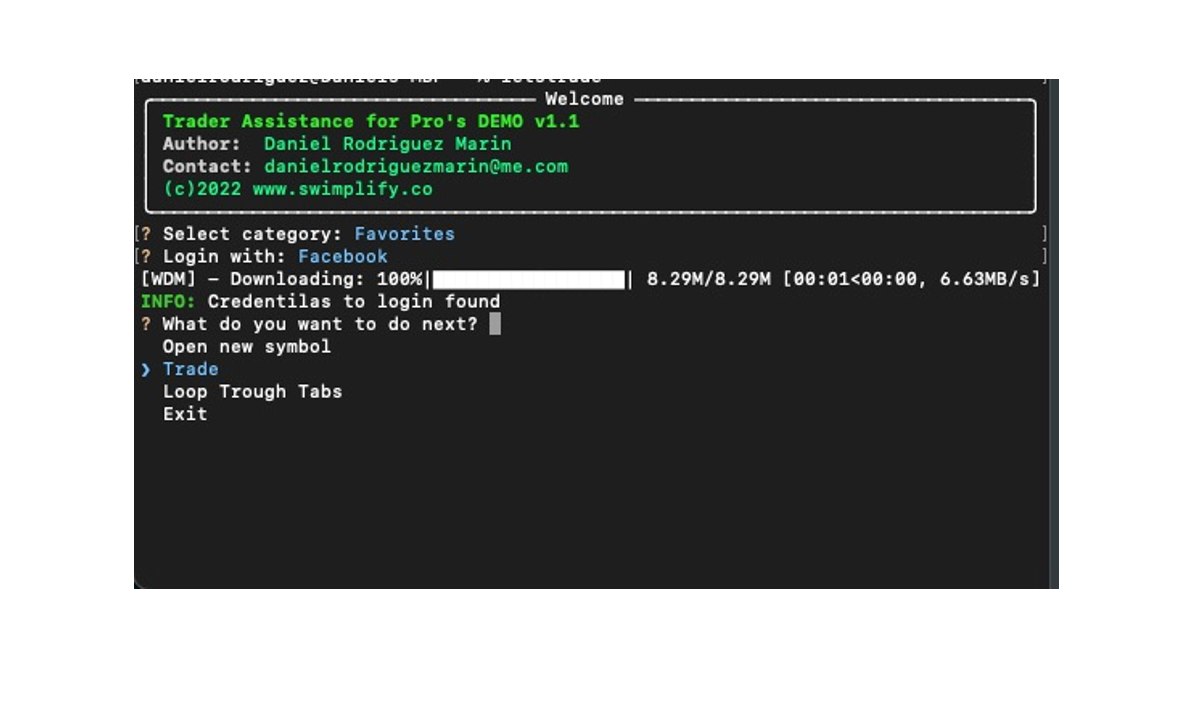 Welcome
Trader Assistance for Pro's DEMO v1.1
Author: Daniel Rodriguez Marin
Contact: danielrodriguezmarin@me.com
(c)2022 www.swimplify.co
[? Select category: Favorites ]
[? Login with: Facebook ]
[WDM] – Downloading: 100%| | 8.29M/8.29M [00:01<00:00, 6.63MB/s]
INFO: Credentilas to login found
? What do you want to do next?
Open new symbol
❯ Trade
Loop Trough Tabs
Exit